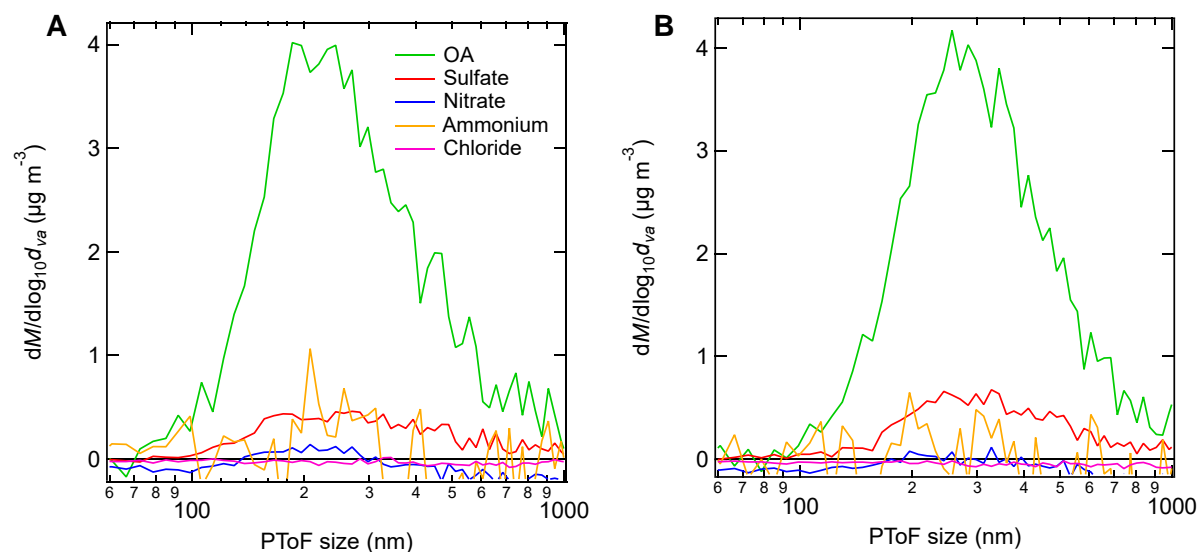 A
4
3
2
1
0
dM/dlog₁₀dᵥₐ (µg m⁻³)
OA
Sulfate
Nitrate
Ammonium
Chloride
6 7 8 9 2 3 4 5 6 7 8 9
100 1000
PToF size (nm)
B
4
3
2
1
0
dM/dlog₁₀dᵥₐ (µg m⁻³)
6 7 8 9 2 3 4 5 6 7 8 9
100 1000
PToF size (nm)